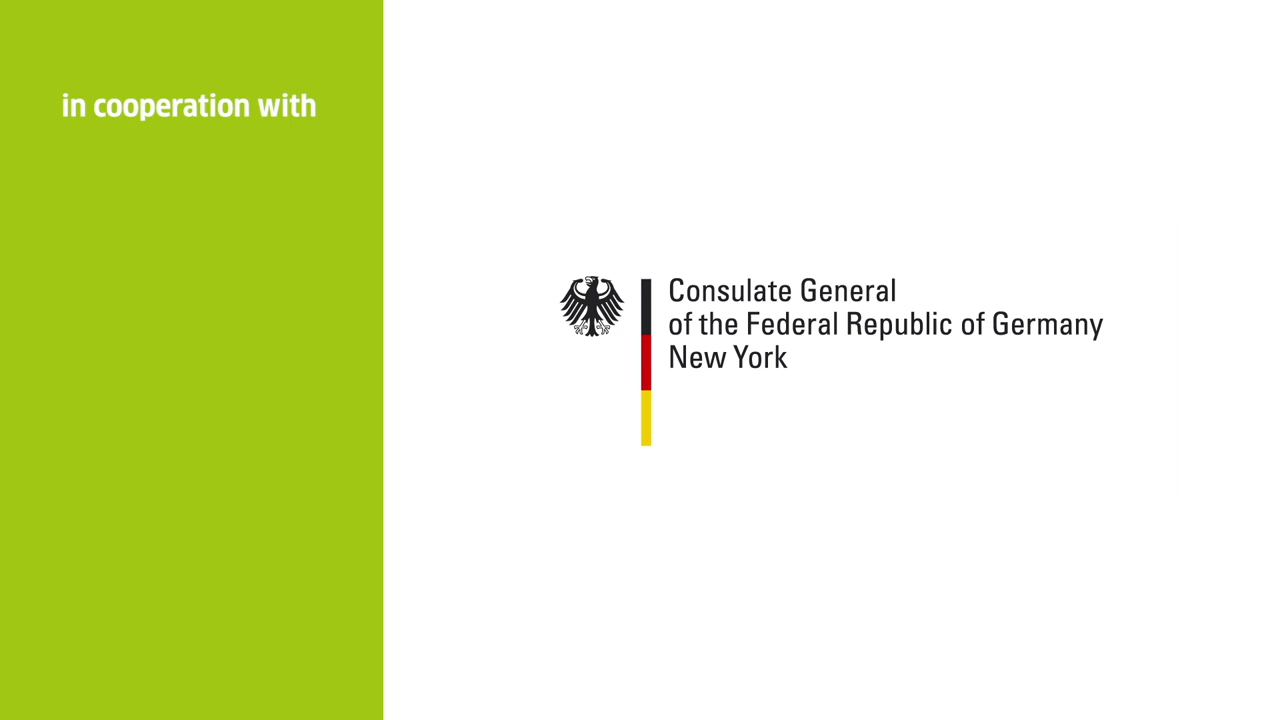 in cooperation with
Consulate General
of the Federal Republic of Germany
New York